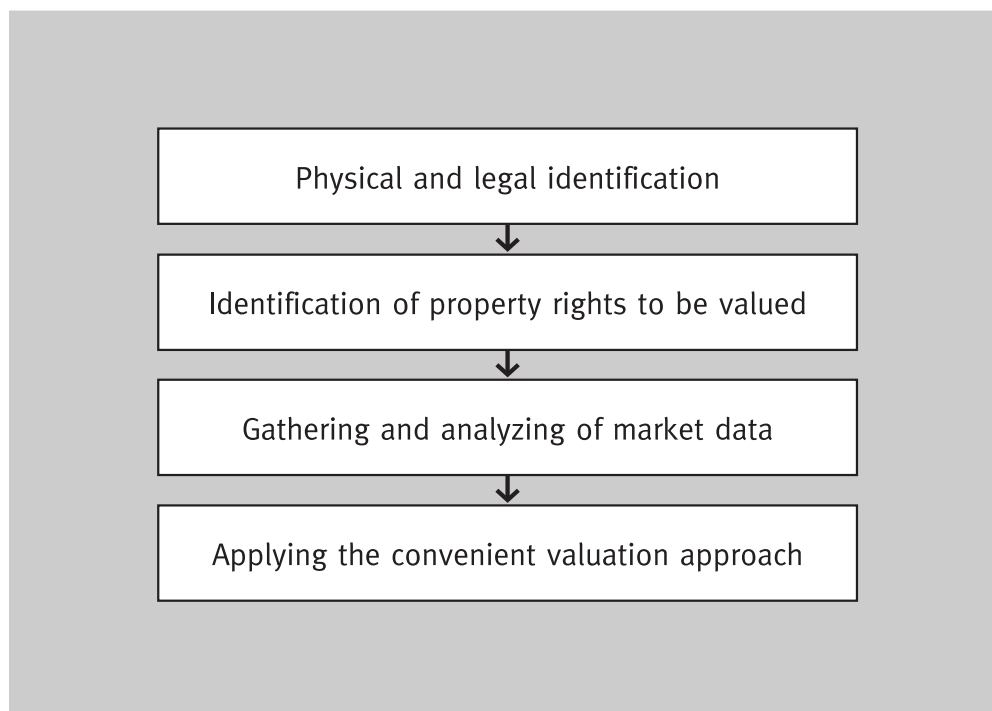 Physical and legal identification
Identification of property rights to be valued
Gathering and analyzing of market data
Applying the convenient valuation approach